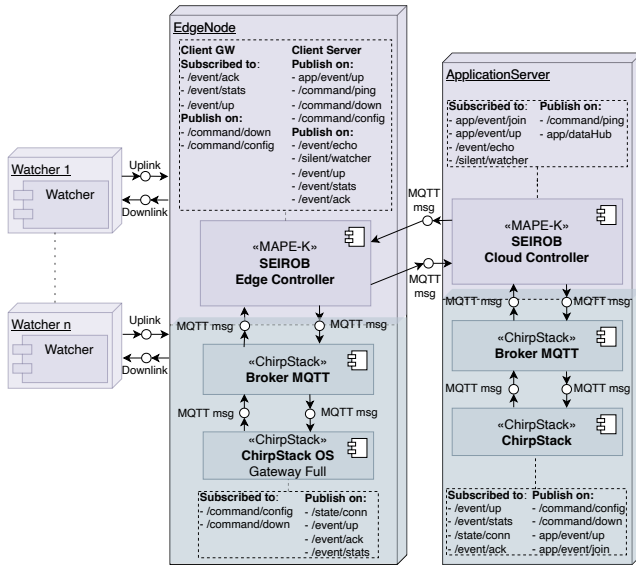 EdgeNode
Client GW
Subscribed to:
- /event/ack
- /event/stats
- /event/up
Publish on:
- /command/down
- /command/config
Client Server
Publish on:
- app/event/up
- /command/ping
- /command/down
- /command/config
Publish on:
- /event/echo
- /silent/watcher
- /event/up
- /event/stats
- /event/ack
ApplicationServer
Subscribed to:
- app/event/join
- app/event/up
- /event/echo
- /silent/watcher
Publish on:
- /command/ping
- app/dataHub
Watcher 1
Watcher
Uplink
Downlink
Watcher n
Watcher
Uplink
Downlink
«MAPE-K»
SEIROB
Edge Controller
MQTT
msg
MQTT
msg
«MAPE-K»
SEIROB
Cloud Controller
MQTT msg
MQTT msg
MQTT msg
MQTT msg
«ChirpStack»
Broker MQTT
«ChirpStack»
Broker MQTT
MQTT msg
MQTT msg
MQTT msg
MQTT msg
«ChirpStack»
ChirpStack OS
Gateway Full
«ChirpStack»
ChirpStack
Subscribed to:
- /command/config
- /command/down
Publish on:
- /state/conn
- /event/up
- /event/ack
- /event/stats
Subscribed to:
- /event/up
- /event/stats
- /state/conn
- /event/ack
Publish on:
- /command/config
- /command/down
- app/event/up
- app/event/join